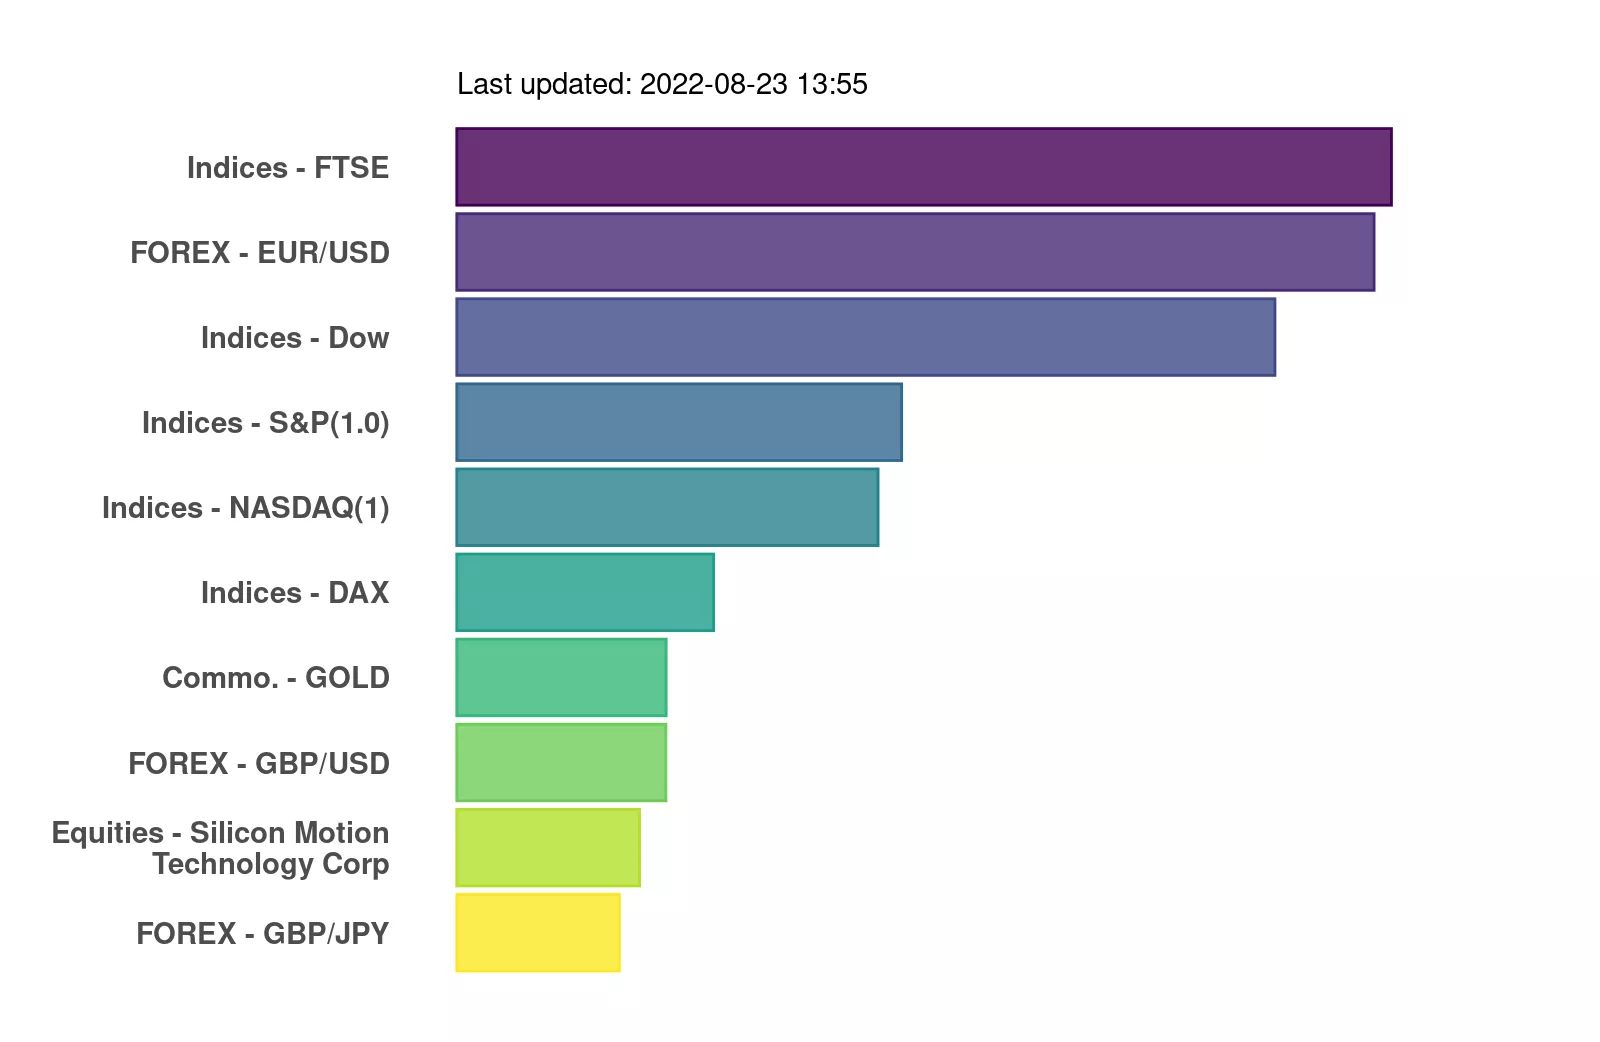 Last updated: 2022-08-23 13:55
Indices - FTSE
FOREX - EUR/USD
Indices - Dow
Indices - S&P(1.0)
Indices - NASDAQ(1)
Indices - DAX
Commo. - GOLD
FOREX - GBP/USD
Equities - Silicon Motion
Technology Corp
FOREX - GBP/JPY